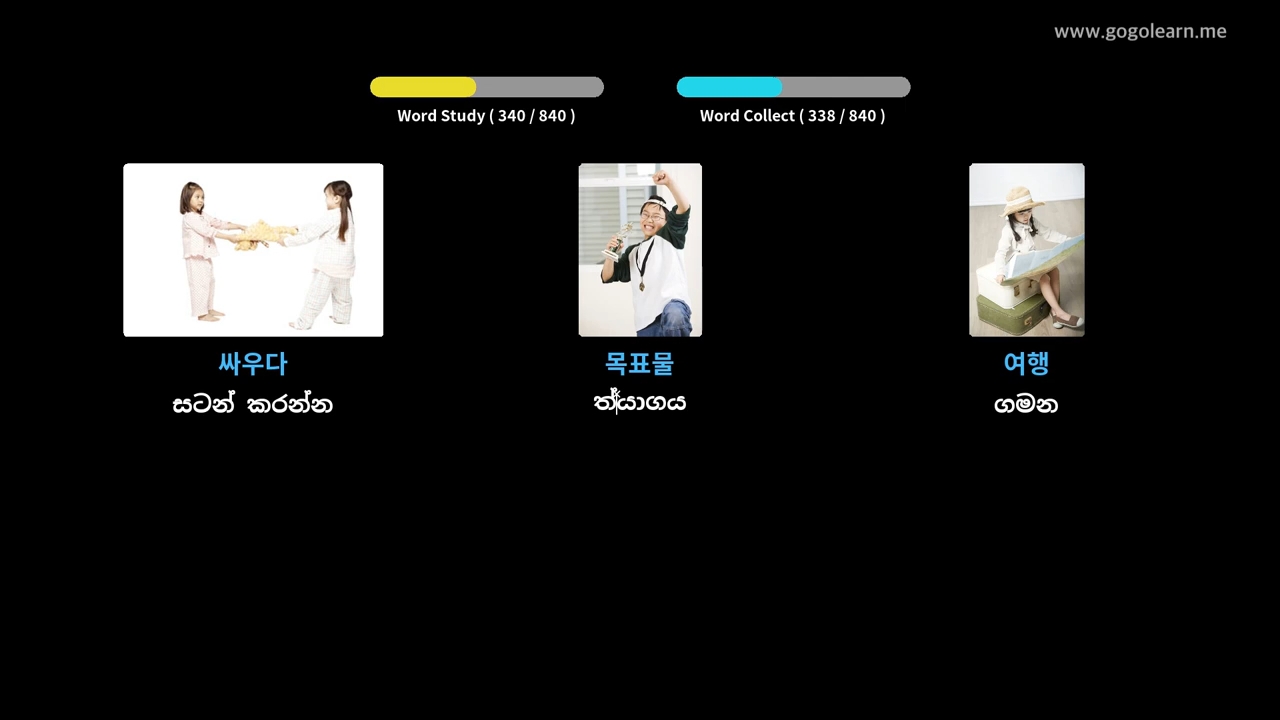 www.gogolearn.me
Word Study ( 340 / 840 )
Word Collect ( 338 / 840 )
싸우다
목표물
여행
සටන් කරන්න
ත්‍යාගය
ගමන